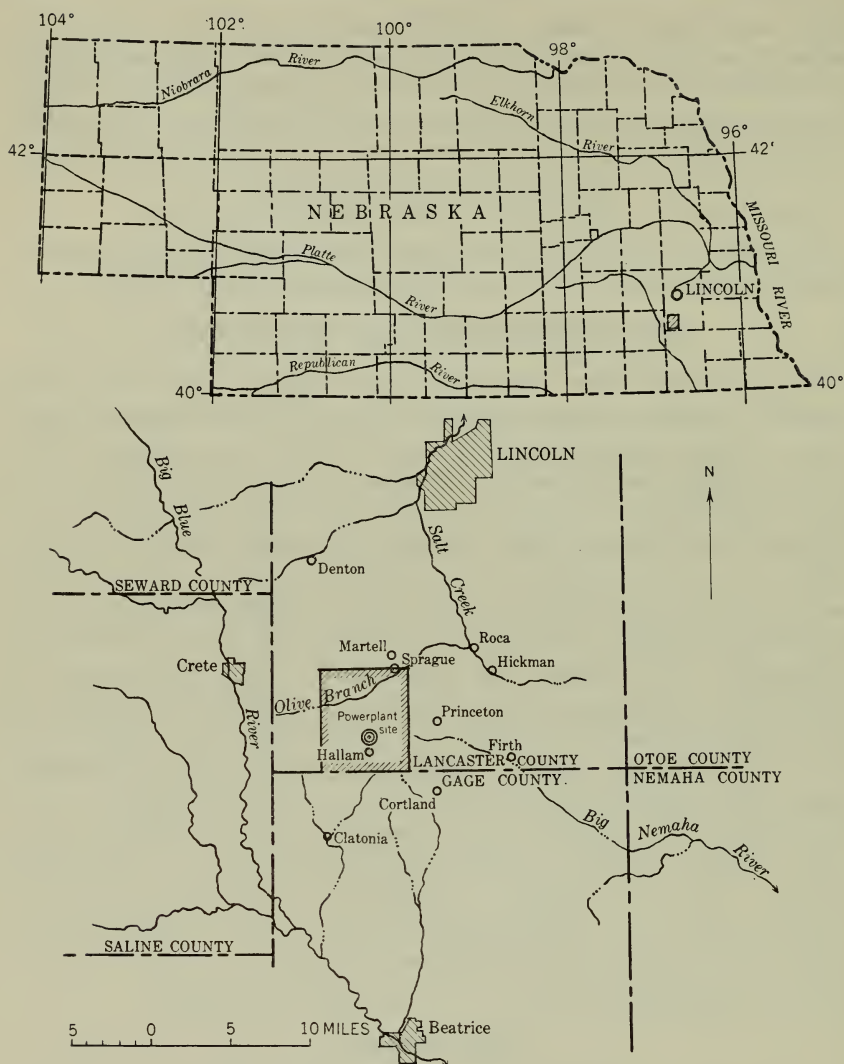 104°
102°
100°
98°
Niobrara River
Elkhorn River
96°
42°
42°
NEBRASKA
MISSOURI RIVER
Platte River
LINCOLN
Republican River
40°
40°
LINCOLN
N
Big Blue River
Salt Creek
Denton
SEWARD COUNTY
Roca
Martell
Sprague
Hickman
Crete
Olive Branch
Princeton
Powerplant site
Firth
Hallam
LANCASTER COUNTY
OTOE COUNTY
GAGE COUNTY
NEMAHA COUNTY
Cortland
Big Nemaha River
Clatonia
SALINE COUNTY
Beatrice
5 0 5 10 MILES